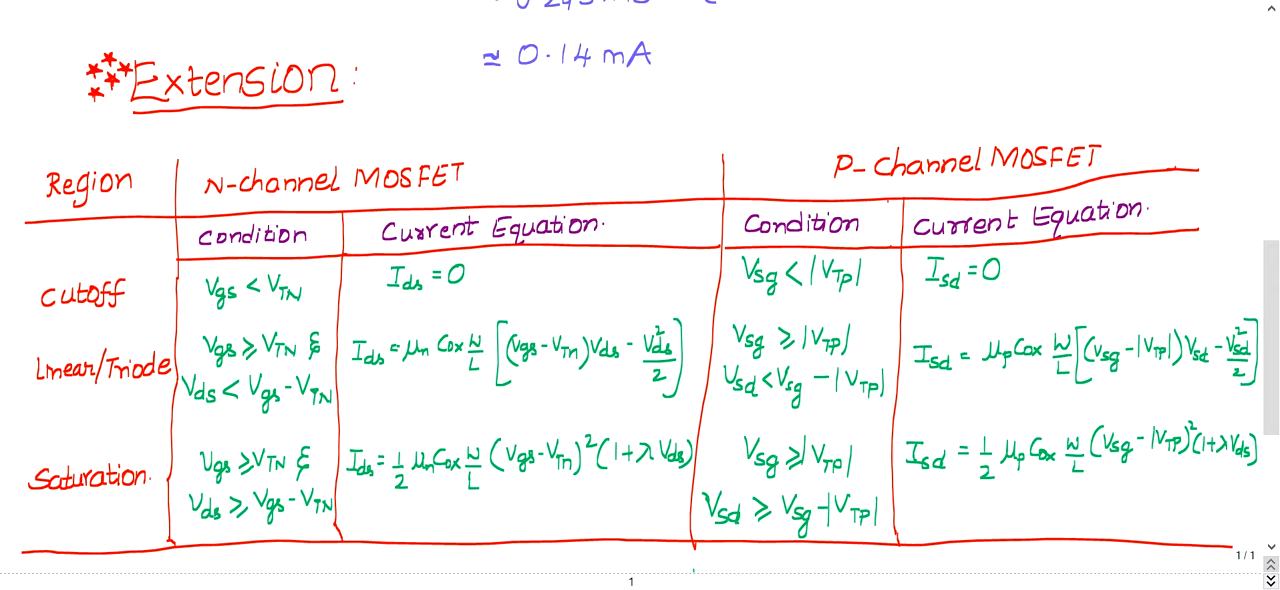 ≈ 0.14 mA
Extension:
Region N-channel MOSFET P-channel MOSFET
Condition Current Equation. Condition Current Equation.
Cutoff Vgs < VTN Ids = 0 Vsg < |VTP| Isd = 0
Linear/Triode Vgs ≥ VTN & Ids = μn Cox W/L [(Vgs - VTn)Vds - Vds²/2] Vsg ≥ |VTP| Isd = μp Cox W/L [(Vsg - |VTP|)Vsd - Vsd²/2]
Vds < Vgs - VTN Vsd < Vsg - |VTP|
Saturation. Vgs ≥ VTN & Ids = 1/2 μn Cox W/L (Vgs - VTn)² (1+λVds) Vsg ≥ |VTP| Isd = 1/2 μp Cox W/L (Vsg - |VTP|)² (1+λVds)
Vds ≥ Vgs - VTN Vsd ≥ Vsg - |VTP|
1/1
1